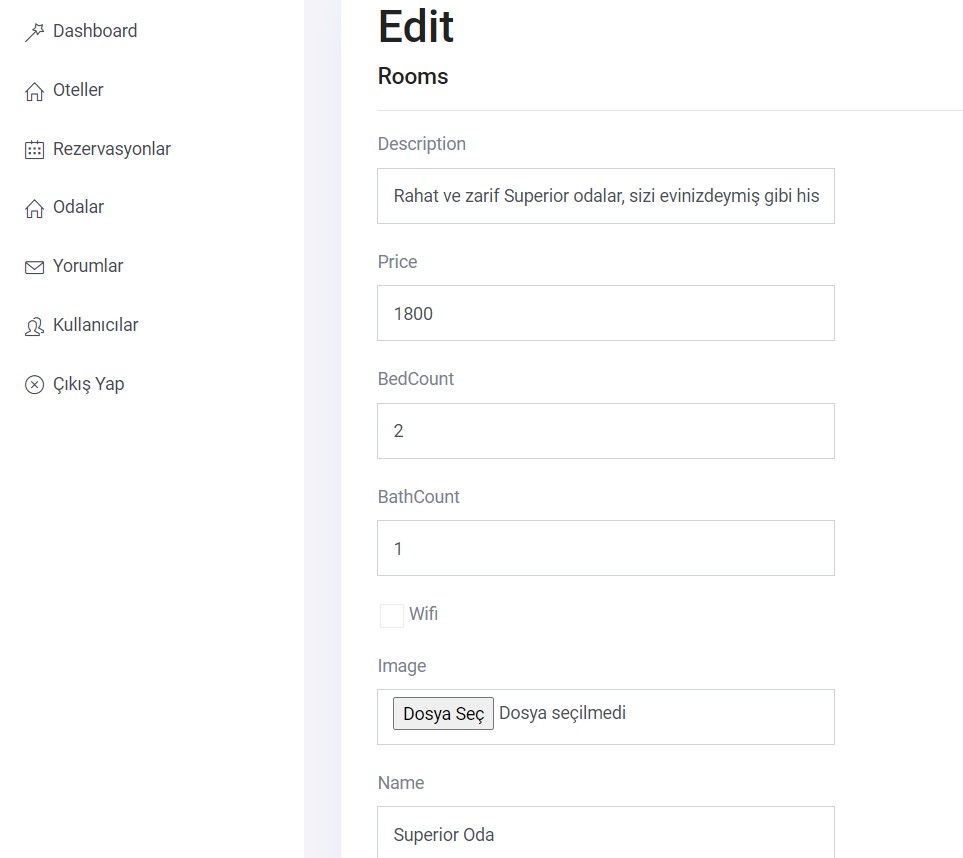 Dashboard
Oteller
Rezervasyonlar
Odalar
Yorumlar
Kullanıcılar
Çıkış Yap
Edit
Rooms
Description
Rahat ve zarif Superior odalar, sizi evinizdeymiş gibi his
Price
1800
BedCount
2
BathCount
1
Wifi
Image
Dosya Seç Dosya seçilmedi
Name
Superior Oda